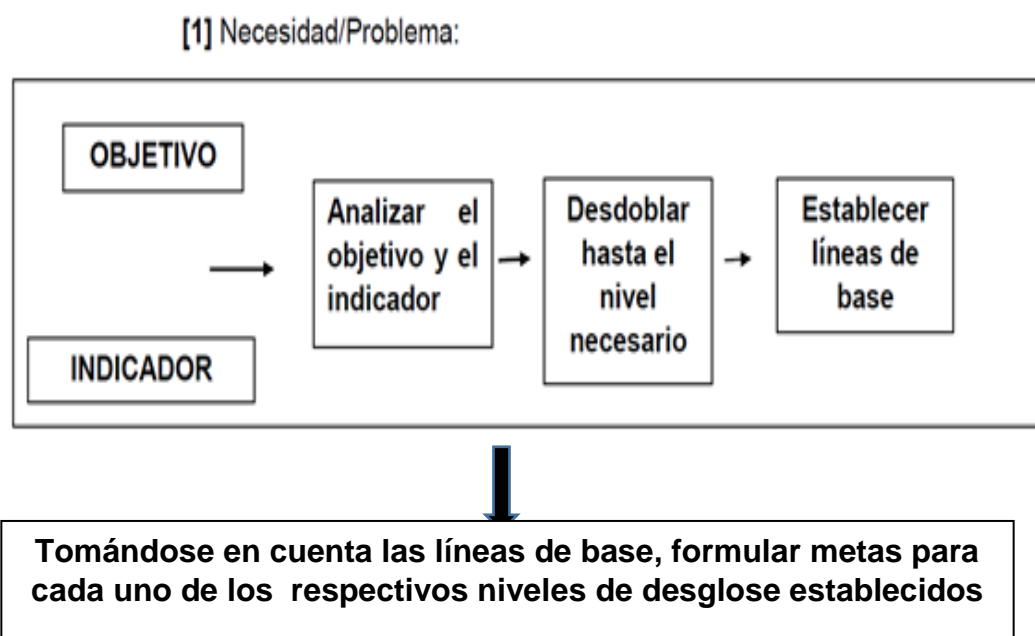 [1] Necesidad/Problema:
OBJETIVO
INDICADOR
Analizar el
objetivo y el
indicador
Desdoblar
hasta el
nivel
necesario
Establecer
líneas de
base
Tomándose en cuenta las líneas de base, formular metas para
cada uno de los respectivos niveles de desglose establecidos